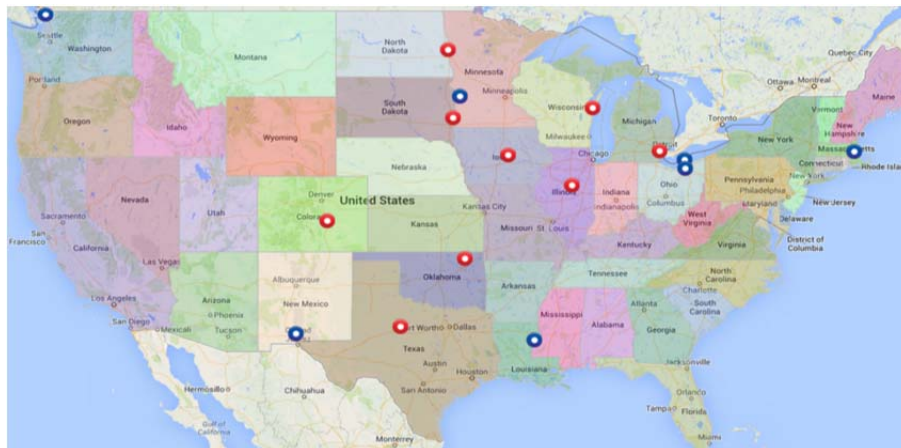 Quebec City
Seattle
Washington
Montana
North
Dakota
Minnesota
Ottawa
Montreal
Maine
Portland
Oregon
Idaho
Wyoming
South
Dakota
Minneapolis
Wisconsin
Michigan
Toronto
Vermont
New
Hampshire
New York
Milwaukee
Detroit
Massachusetts
Connecticut
Rhode Islan
Chicago
Nebraska
Nevada
Utah
Denver
Colorado
United States
Kansas
Kansas City
Illinois
Indiana
Indianapolis
Ohio
Columbus
Pennsylvania
Philadelphia
New York
New Jersey
aryland
Delaware
District of
Columbia
Sacramento
San
Francisco
California
Las Vegas
Missouri
St. Louis
West
Virginia
Virginia
Kentucky
Los Angeles
San Diego
Mexicali
Arizona
Phoenix
Tucson
Albuquerque
New Mexico
Oklahoma
Arkansas
Tennessee
North
Carolina
Charlotte
South
Carolina
Atlanta
Georgia
Alabama
Mississippi
Louisiana
ort Worth
Dallas
Texas
Austin
Houston
San Antonio
Jacksonville
Orlando
Tampa
Florida
Miami
Hermosillo
Chihuahua
Gulf of
California
Monterrey